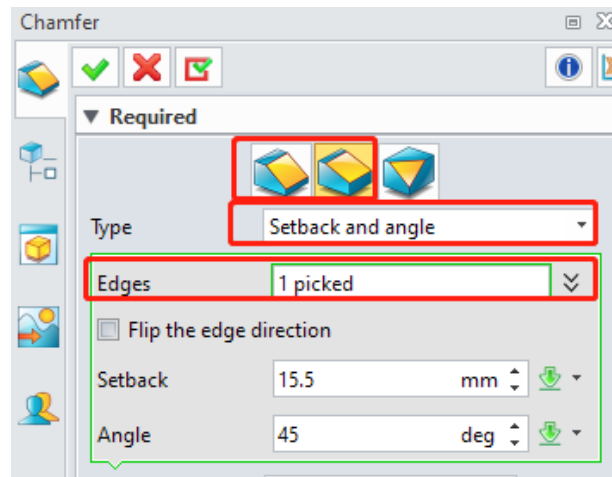 Chamfer
Required
Type Setback and angle
Edges 1 picked
Flip the edge direction
Setback 15.5 mm
Angle 45 deg